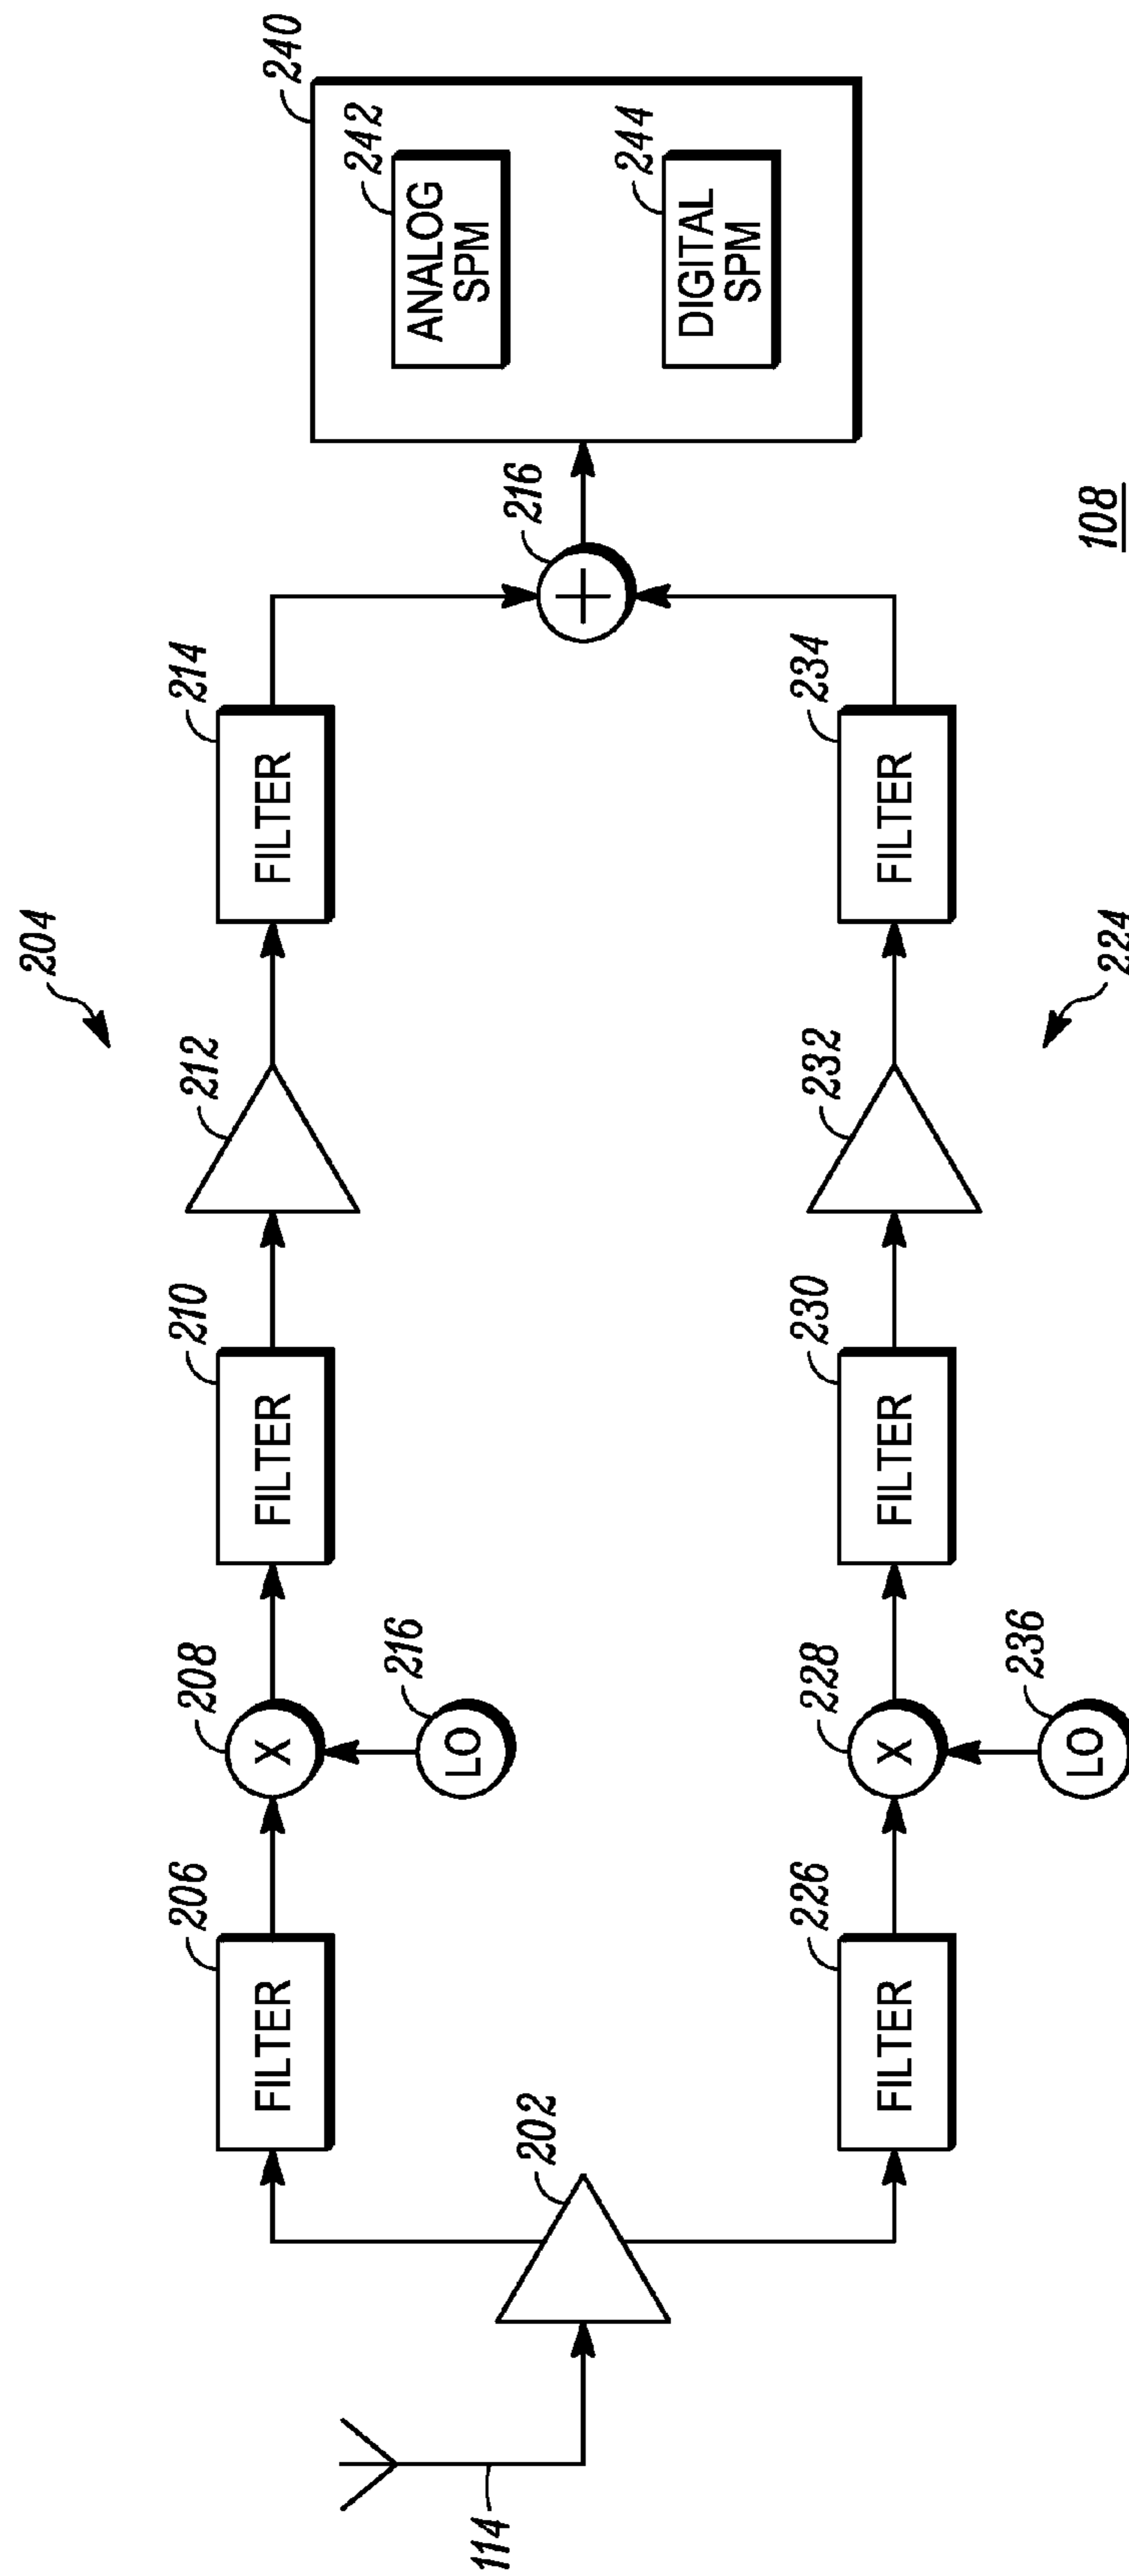 204
206
FILTER
208
X
216
LO
210
FILTER
212
214
FILTER
114
202
216
+
240
242
ANALOG
SPM
244
DIGITAL
SPM
226
FILTER
228
X
236
LO
230
FILTER
232
234
FILTER
224
108